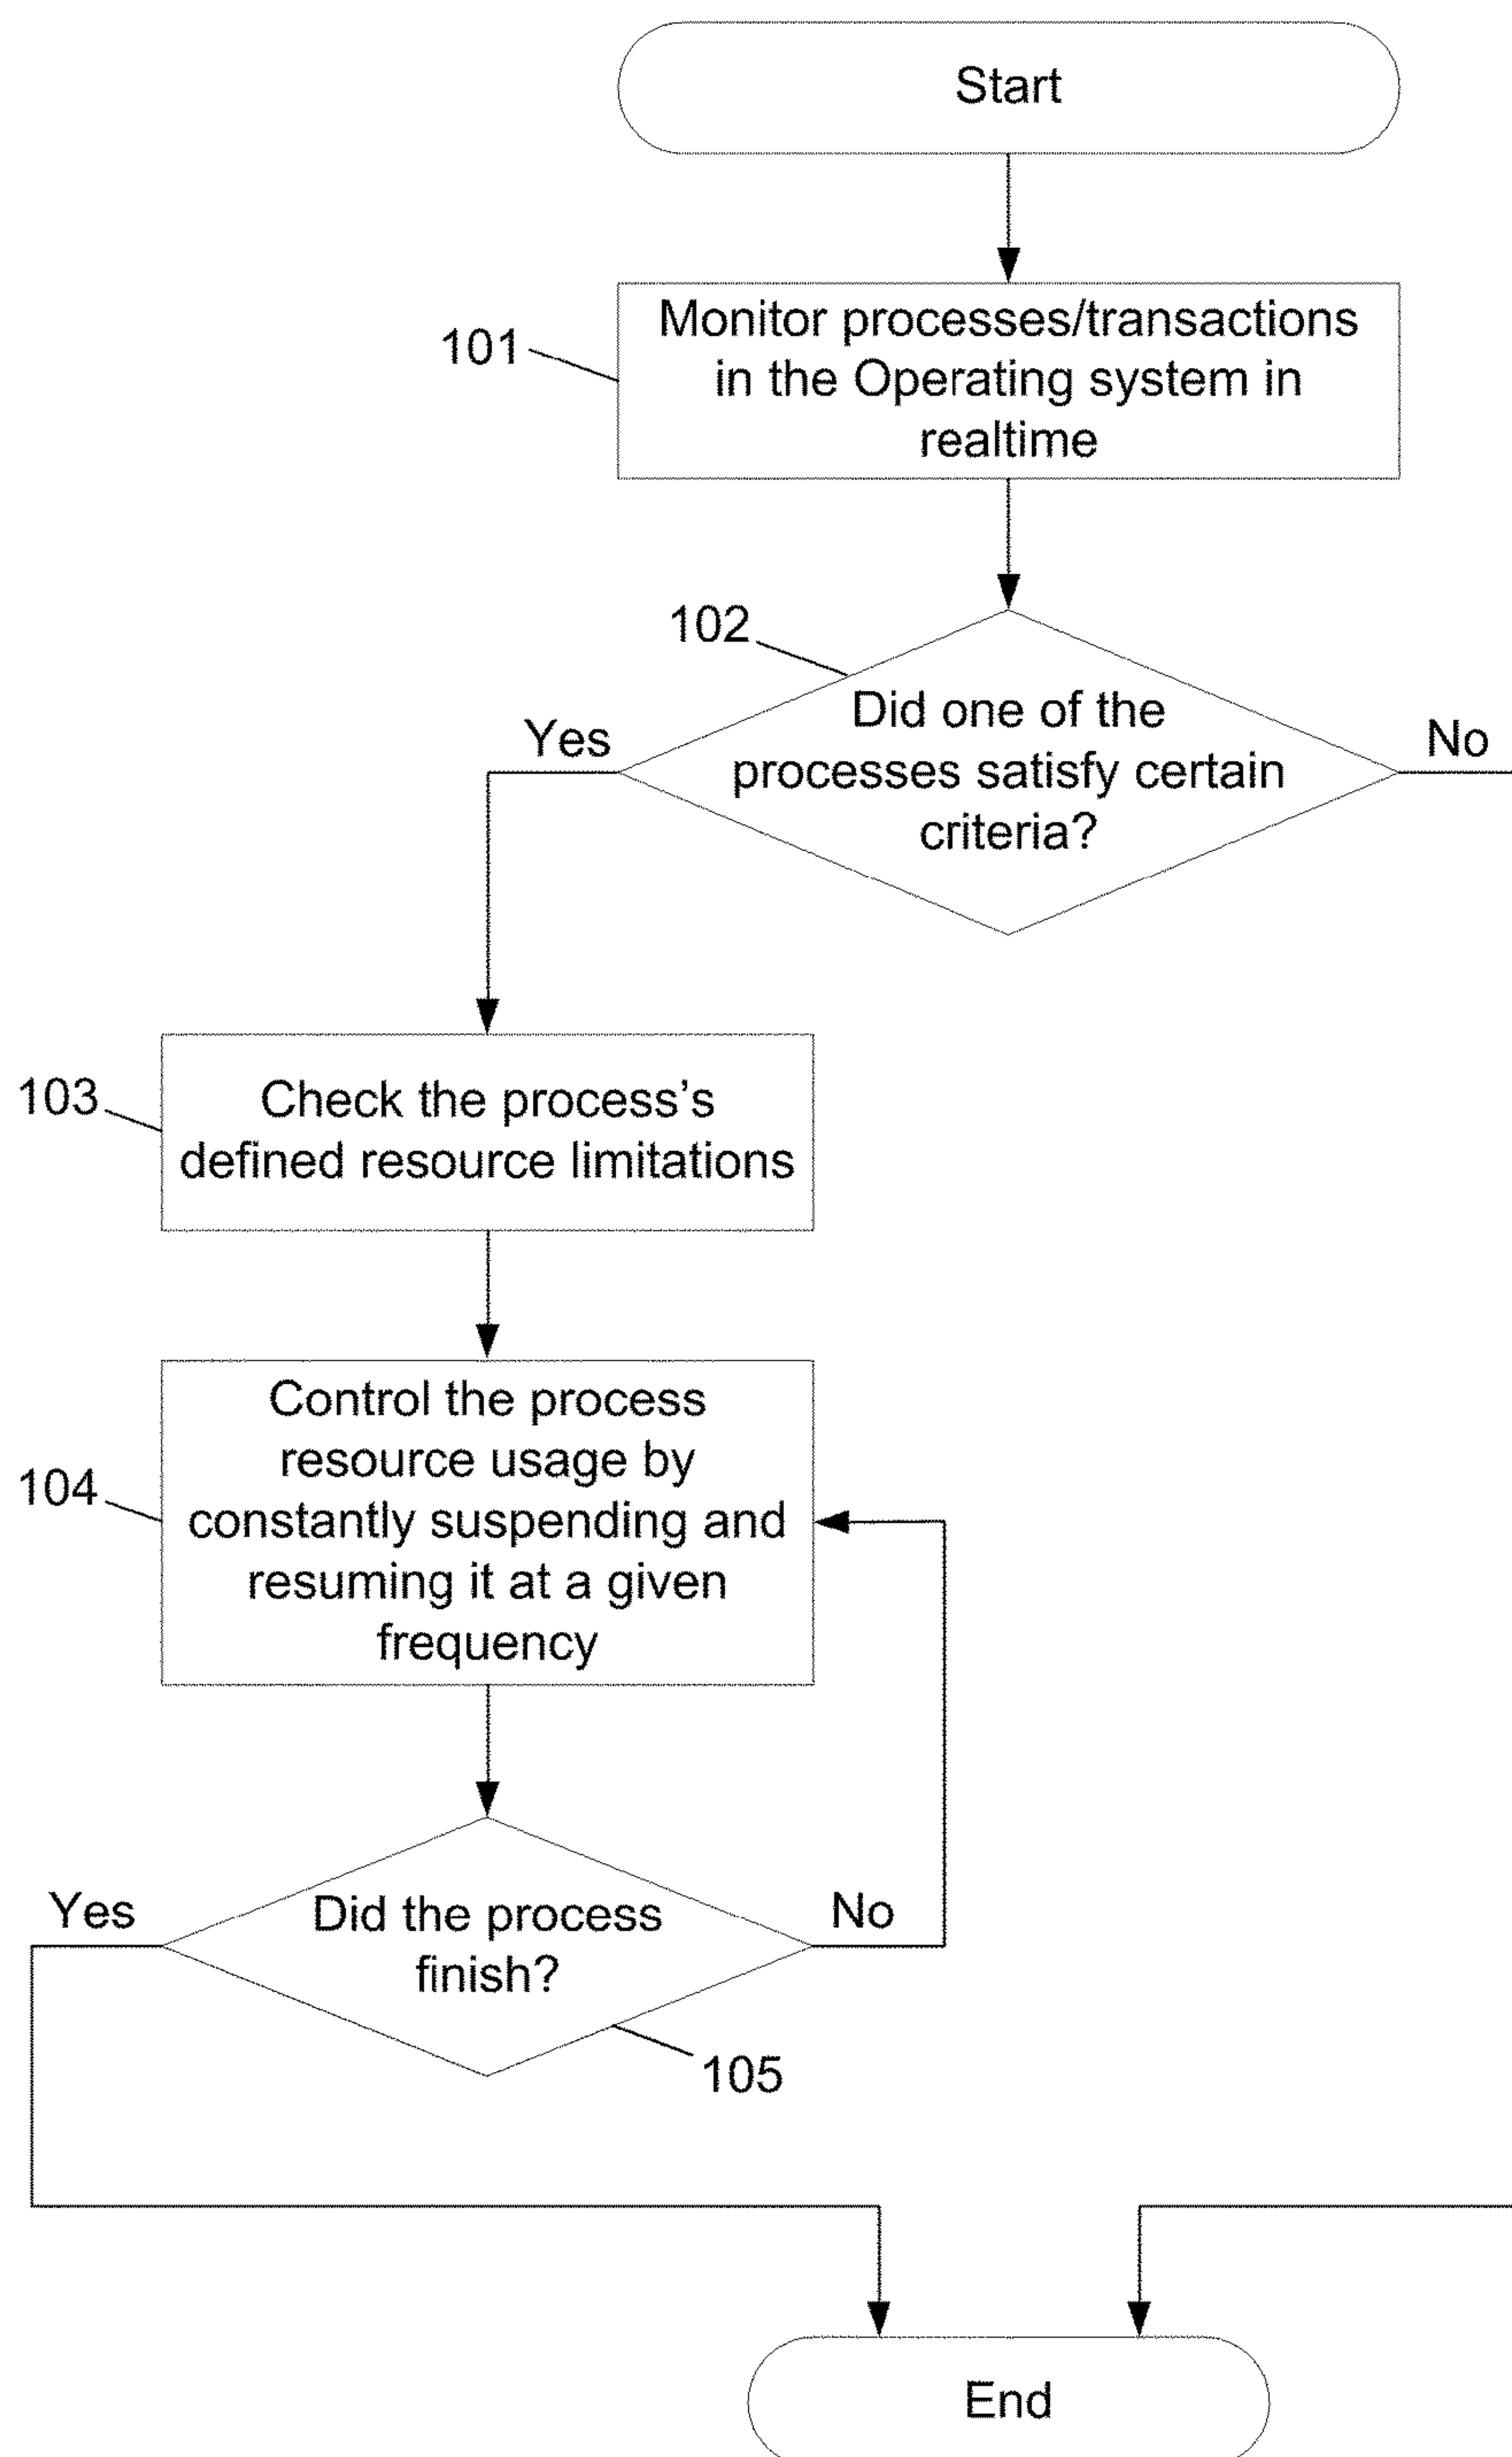 Start
101
Monitor processes/transactions
in the Operating system in
realtime
102
Did one of the
processes satisfy certain
criteria?
Yes
No
103
Check the process’s
defined resource limitations
104
Control the process
resource usage by
constantly suspending and
resuming it at a given
frequency
Yes
Did the process
finish?
No
105
End